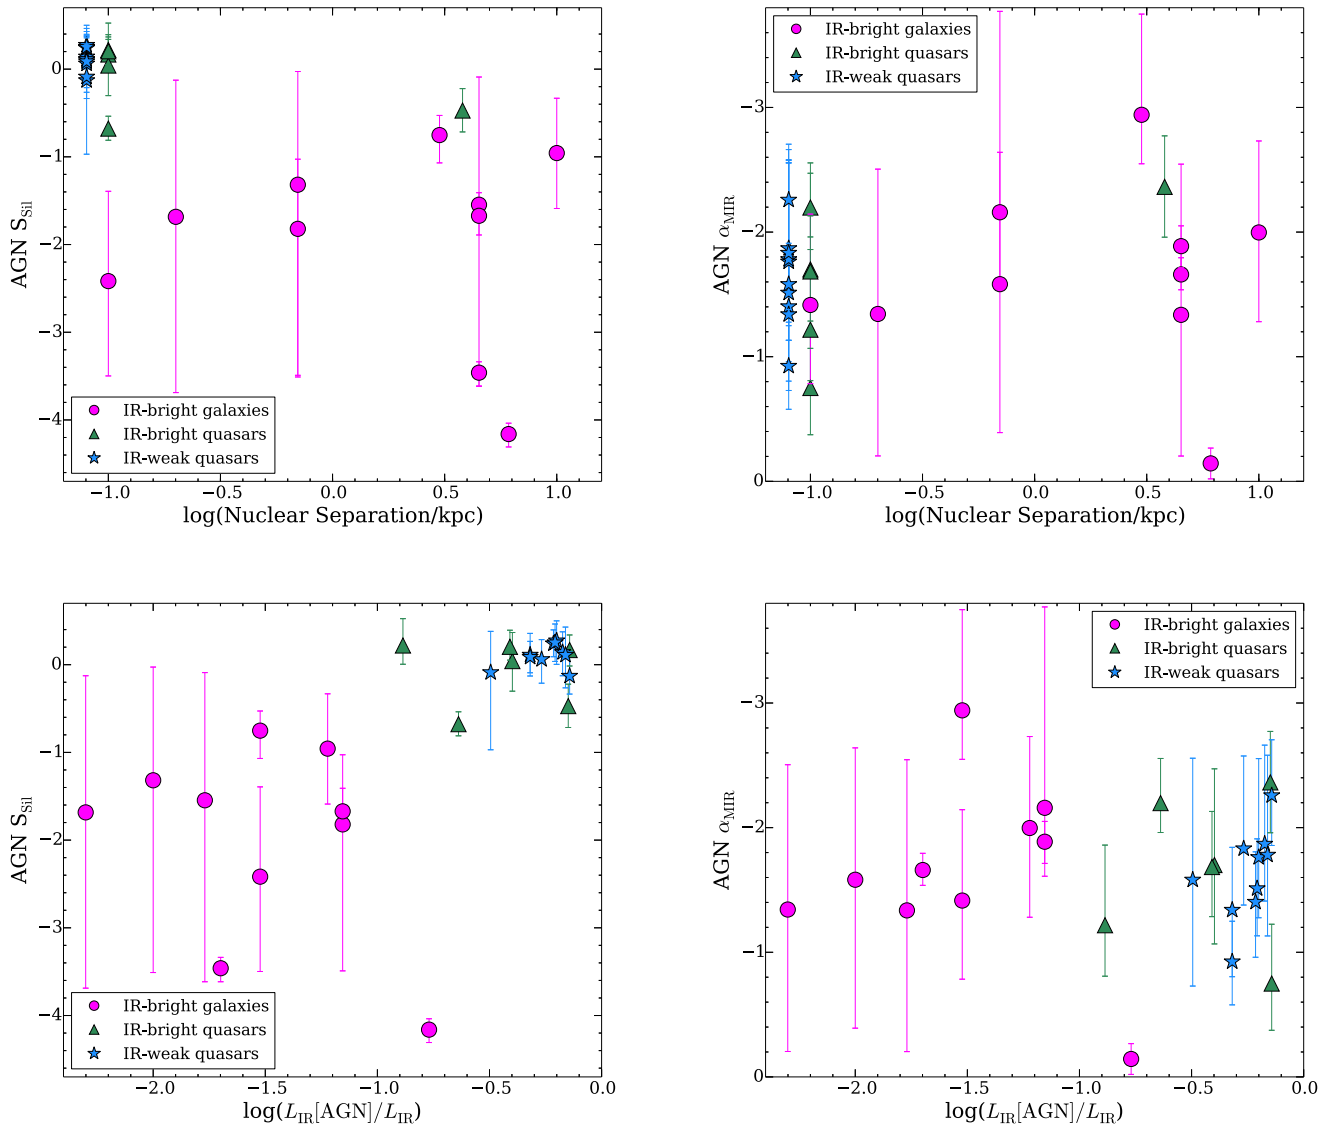 0
−1
−2
−3
−4
AGN S_Sil
−1.0 −0.5 0.0 0.5 1.0
log(Nuclear Separation/kpc)
IR-bright galaxies
IR-bright quasars
IR-weak quasars
−3
−2
−1
0
AGN α_MIR
−1.0 −0.5 0.0 0.5 1.0
log(Nuclear Separation/kpc)
IR-bright galaxies
IR-bright quasars
IR-weak quasars
0
−1
−2
−3
−4
AGN S_Sil
−2.0 −1.5 −1.0 −0.5 0.0
log(L_IR[AGN]/L_IR)
IR-bright galaxies
IR-bright quasars
IR-weak quasars
−3
−2
−1
0
AGN α_MIR
−2.0 −1.5 −1.0 −0.5 0.0
log(L_IR[AGN]/L_IR)
IR-bright galaxies
IR-bright quasars
IR-weak quasars